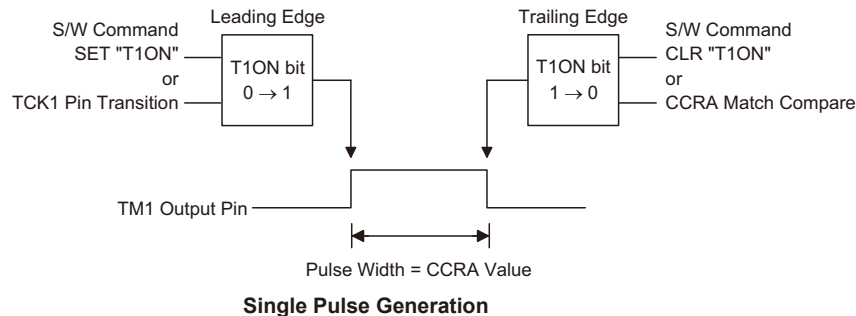 Leading Edge
S/W Command
SET "T1ON"
or
TCK1 Pin Transition
T1ON bit
0 → 1
Trailing Edge
T1ON bit
1 → 0
S/W Command
CLR "T1ON"
or
CCRA Match Compare
TM1 Output Pin
Pulse Width = CCRA Value
Single Pulse Generation